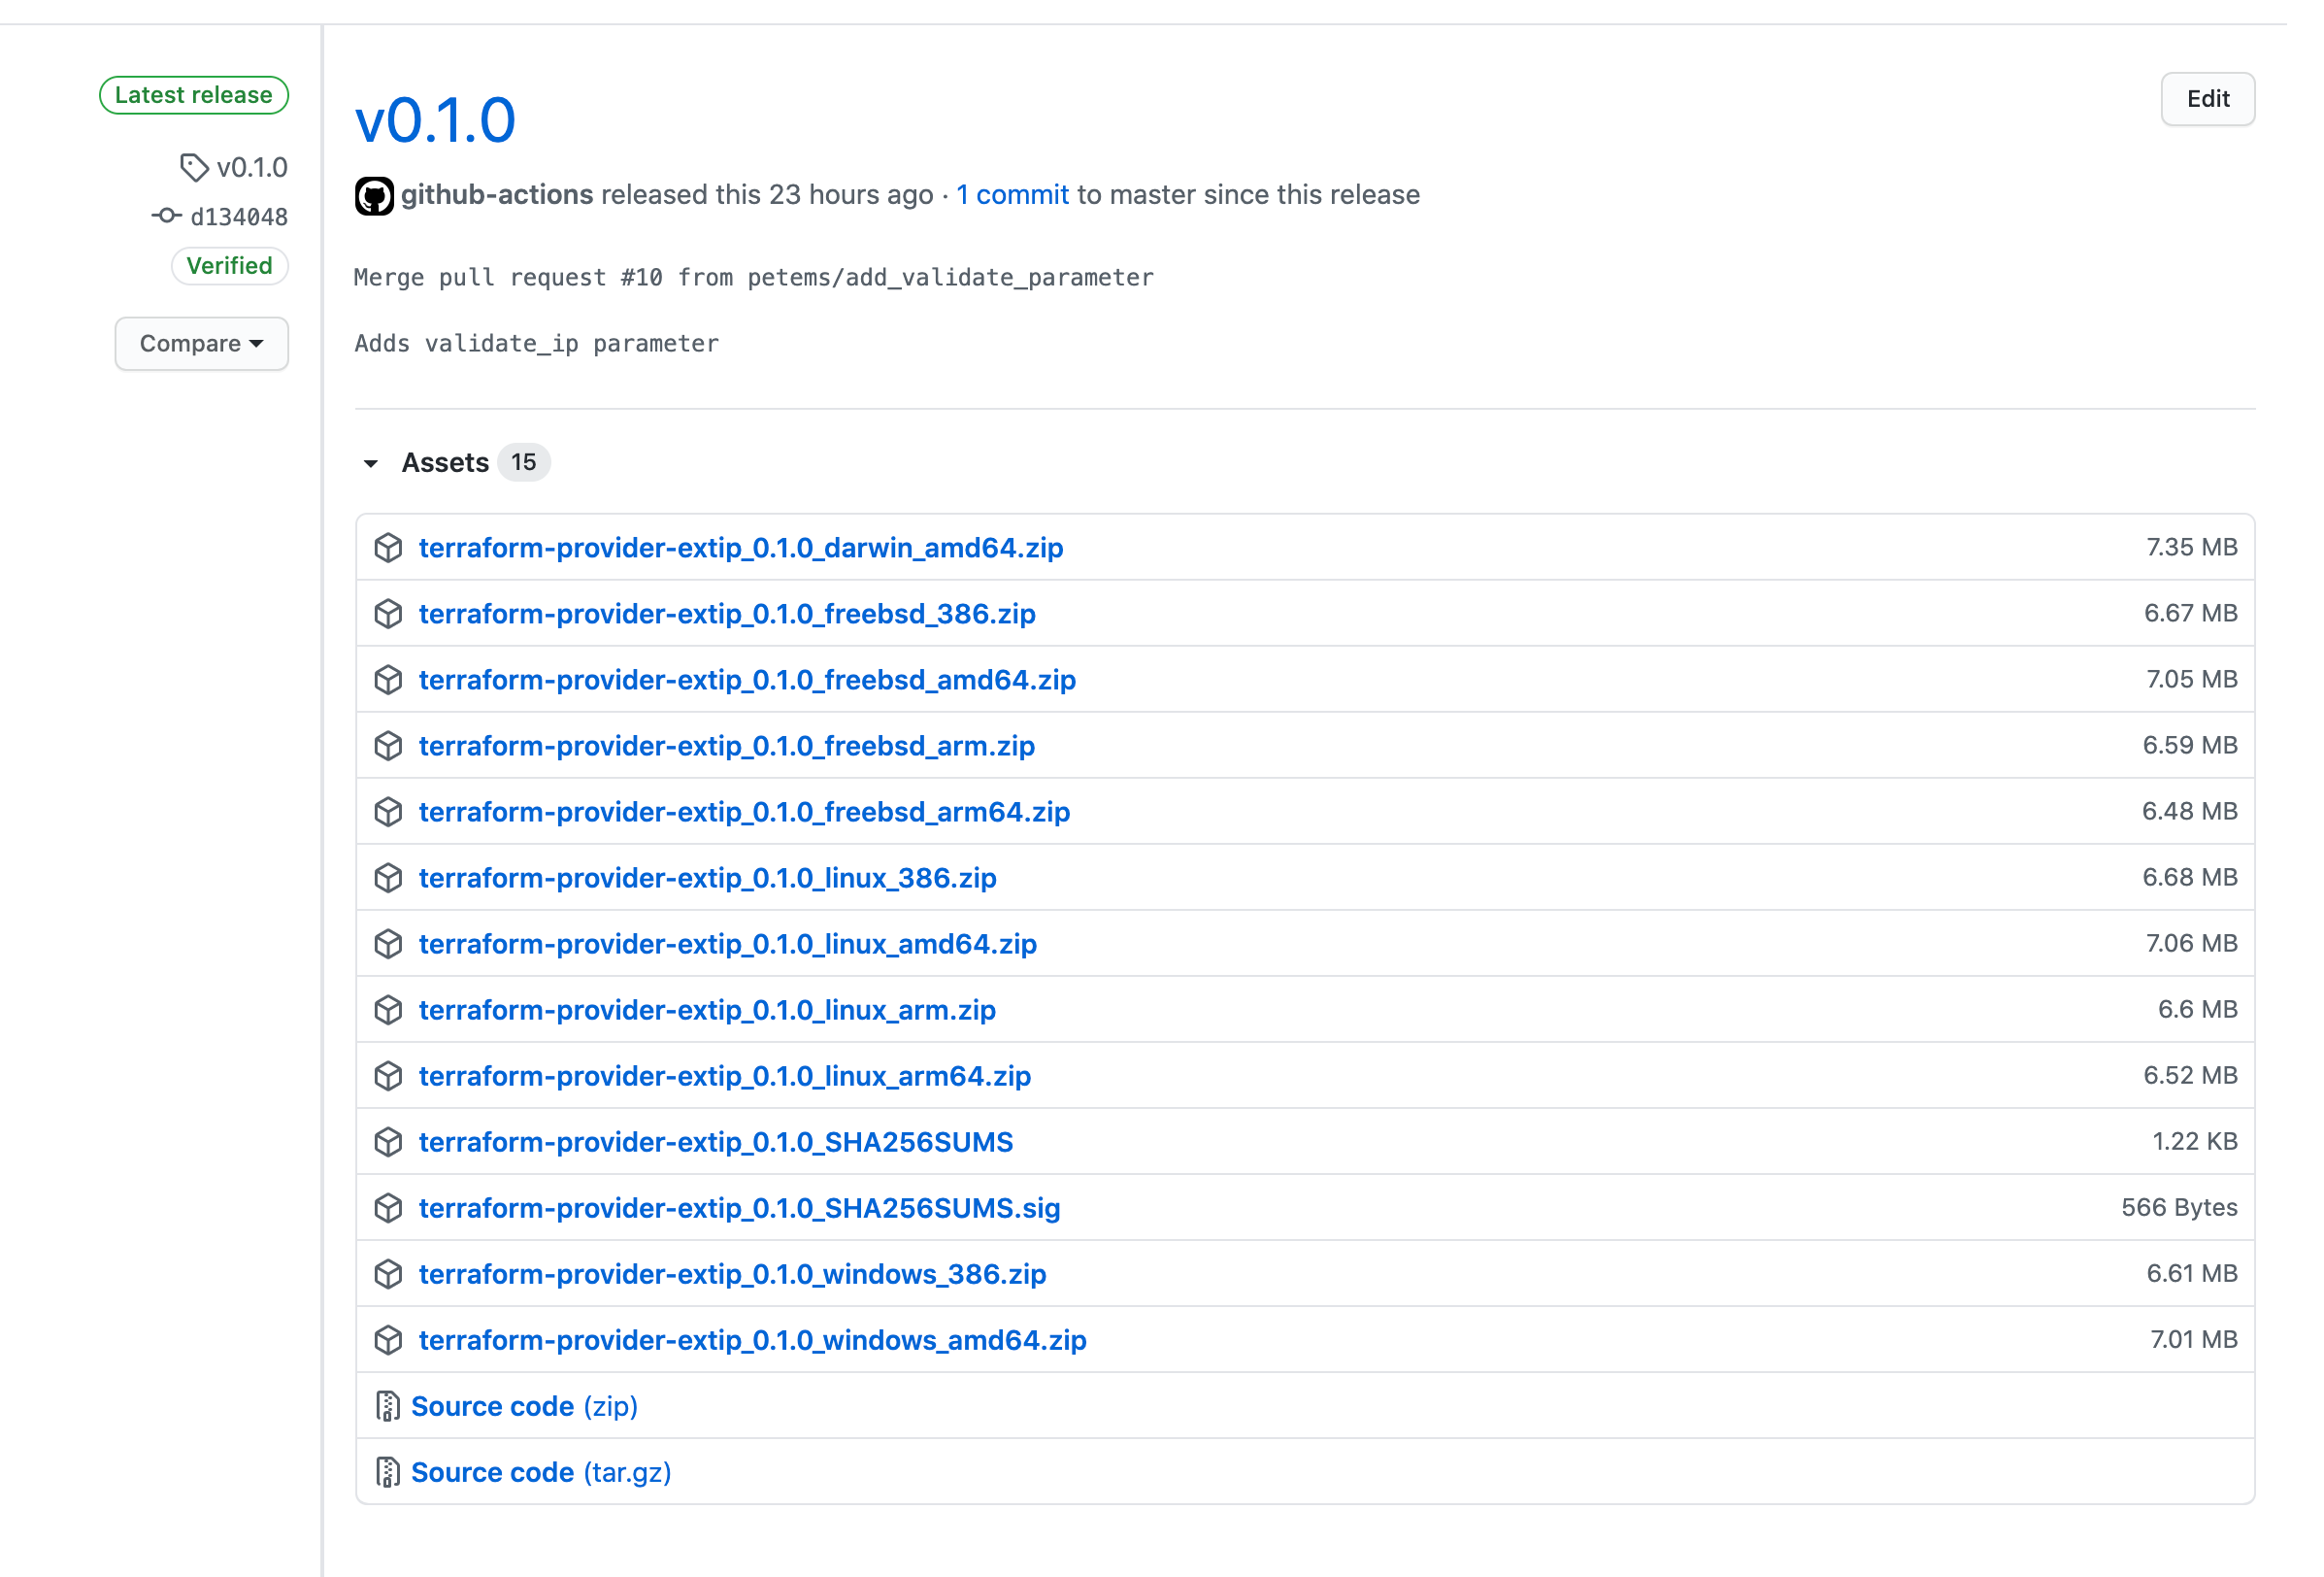 Latest release
v0.1.0
d134048
Verified
Compare
v0.1.0
Edit
github-actions released this 23 hours ago · 1 commit to master since this release
Merge pull request #10 from petems/add_validate_parameter
Adds validate_ip parameter
Assets 15
terraform-provider-extip_0.1.0_darwin_amd64.zip 7.35 MB
terraform-provider-extip_0.1.0_freebsd_386.zip 6.67 MB
terraform-provider-extip_0.1.0_freebsd_amd64.zip 7.05 MB
terraform-provider-extip_0.1.0_freebsd_arm.zip 6.59 MB
terraform-provider-extip_0.1.0_freebsd_arm64.zip 6.48 MB
terraform-provider-extip_0.1.0_linux_386.zip 6.68 MB
terraform-provider-extip_0.1.0_linux_amd64.zip 7.06 MB
terraform-provider-extip_0.1.0_linux_arm.zip 6.6 MB
terraform-provider-extip_0.1.0_linux_arm64.zip 6.52 MB
terraform-provider-extip_0.1.0_SHA256SUMS 1.22 KB
terraform-provider-extip_0.1.0_SHA256SUMS.sig 566 Bytes
terraform-provider-extip_0.1.0_windows_386.zip 6.61 MB
terraform-provider-extip_0.1.0_windows_amd64.zip 7.01 MB
Source code (zip)
Source code (tar.gz)